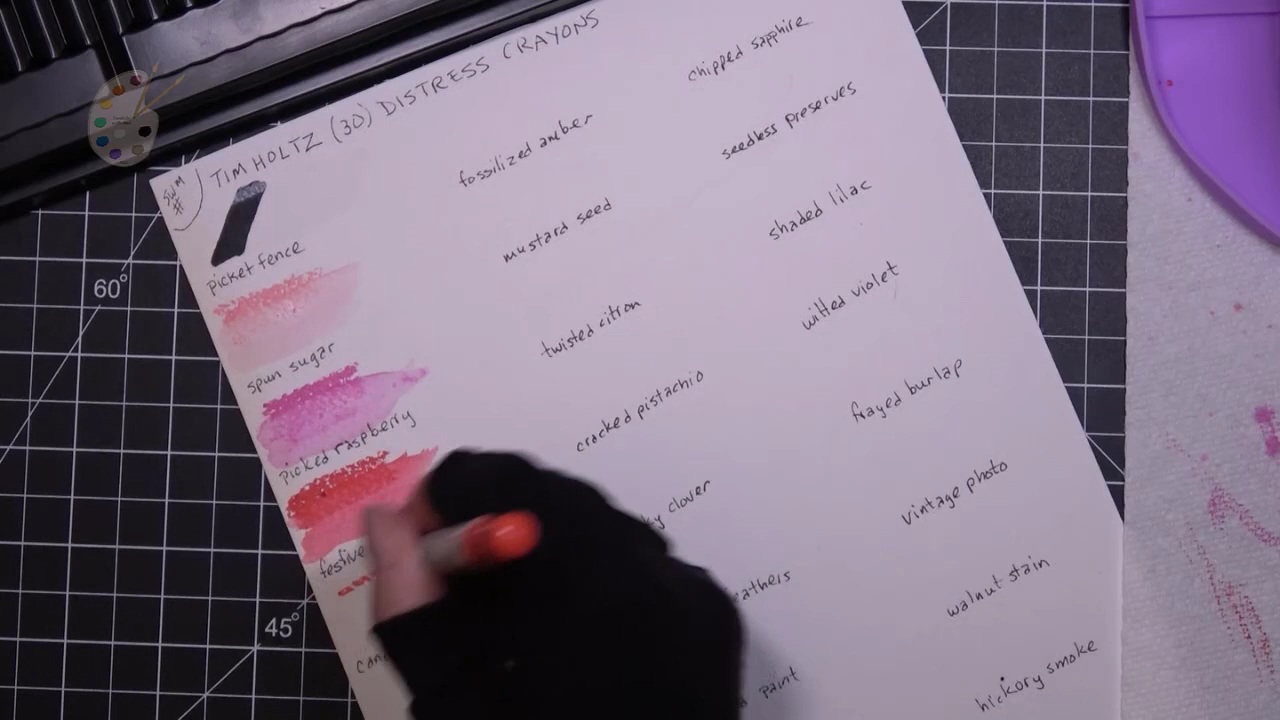 TIM HOLTZ (30) DISTRESS CRAYONS
picket fence
spun sugar
picked raspberry
festive
fossilized amber
mustard seed
twisted citron
cracked pistachio
clover
paint
chipped sapphire
seedless preserves
shaded lilac
wilted violet
frayed burlap
vintage photo
walnut stain
hickory smoke
60°
45°